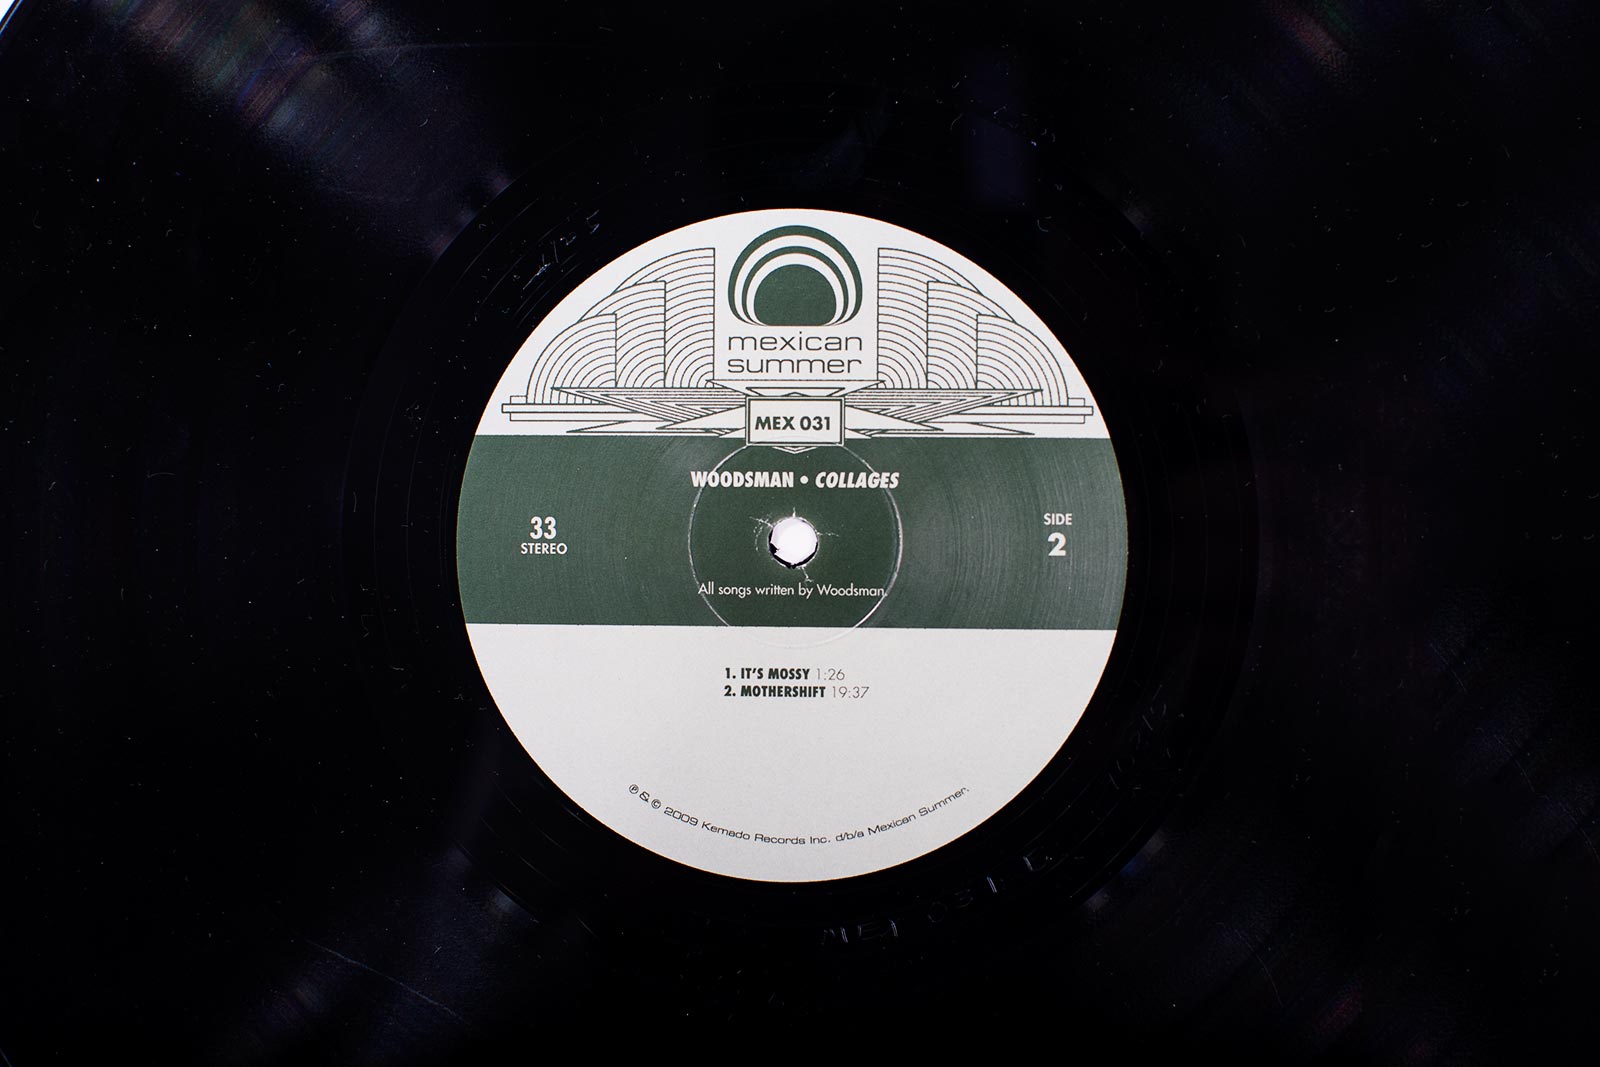 mexican
summer
MEX 031
WOODSMAN • COLLAGES
33
STEREO
SIDE
2
All songs written by Woodsman.
1. IT'S MOSSY 1:26
2. MOTHERSHIFT 19:37
℗ & © 2009 Kemado Records Inc. d/b/a Mexican Summer.